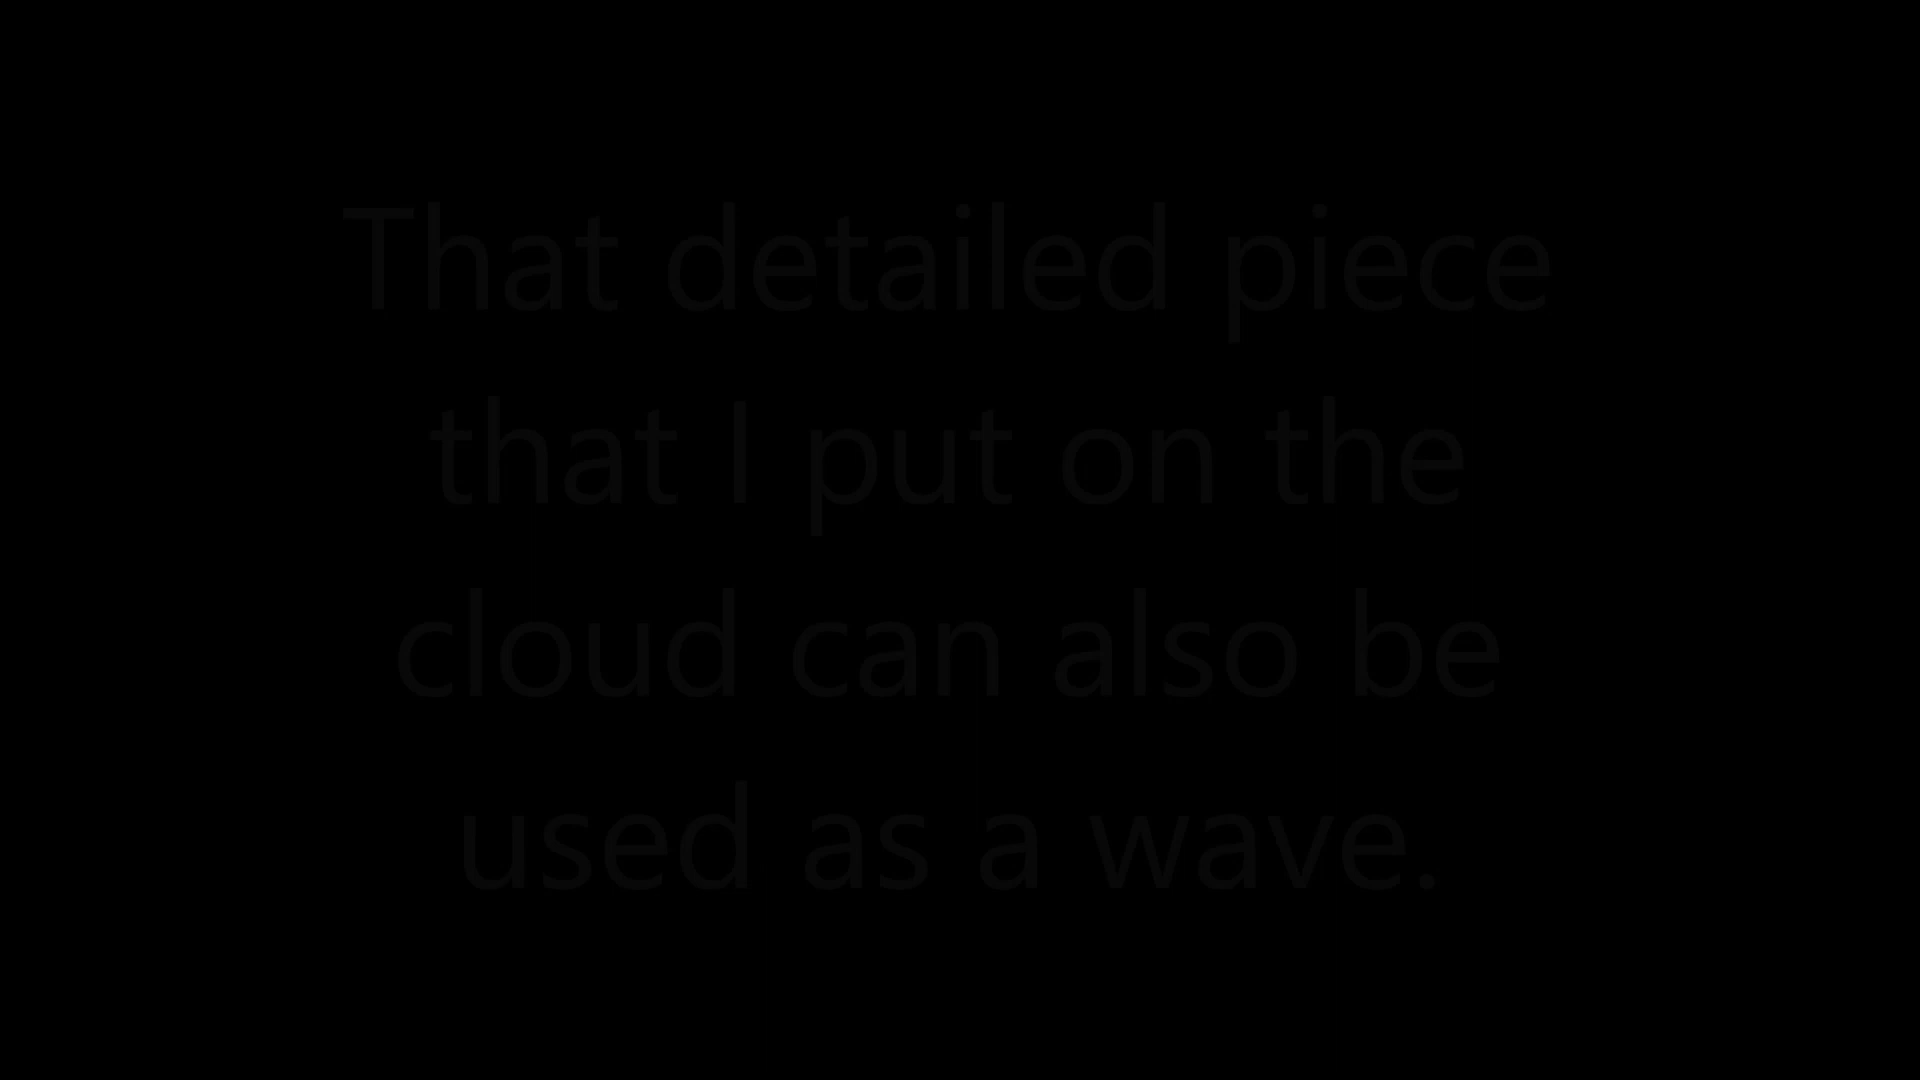 That detailed piece
that I put on the
cloud can also be
used as a wave.